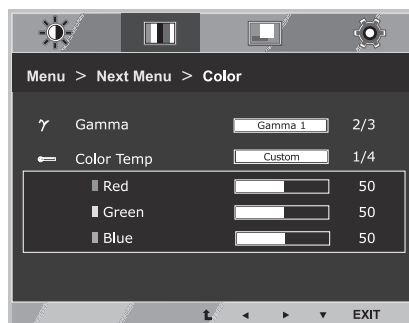 Menu > Next Menu > Color
γ Gamma Gamma 1 2/3
Color Temp Custom 1/4
Red 50
Green 50
Blue 50
EXIT